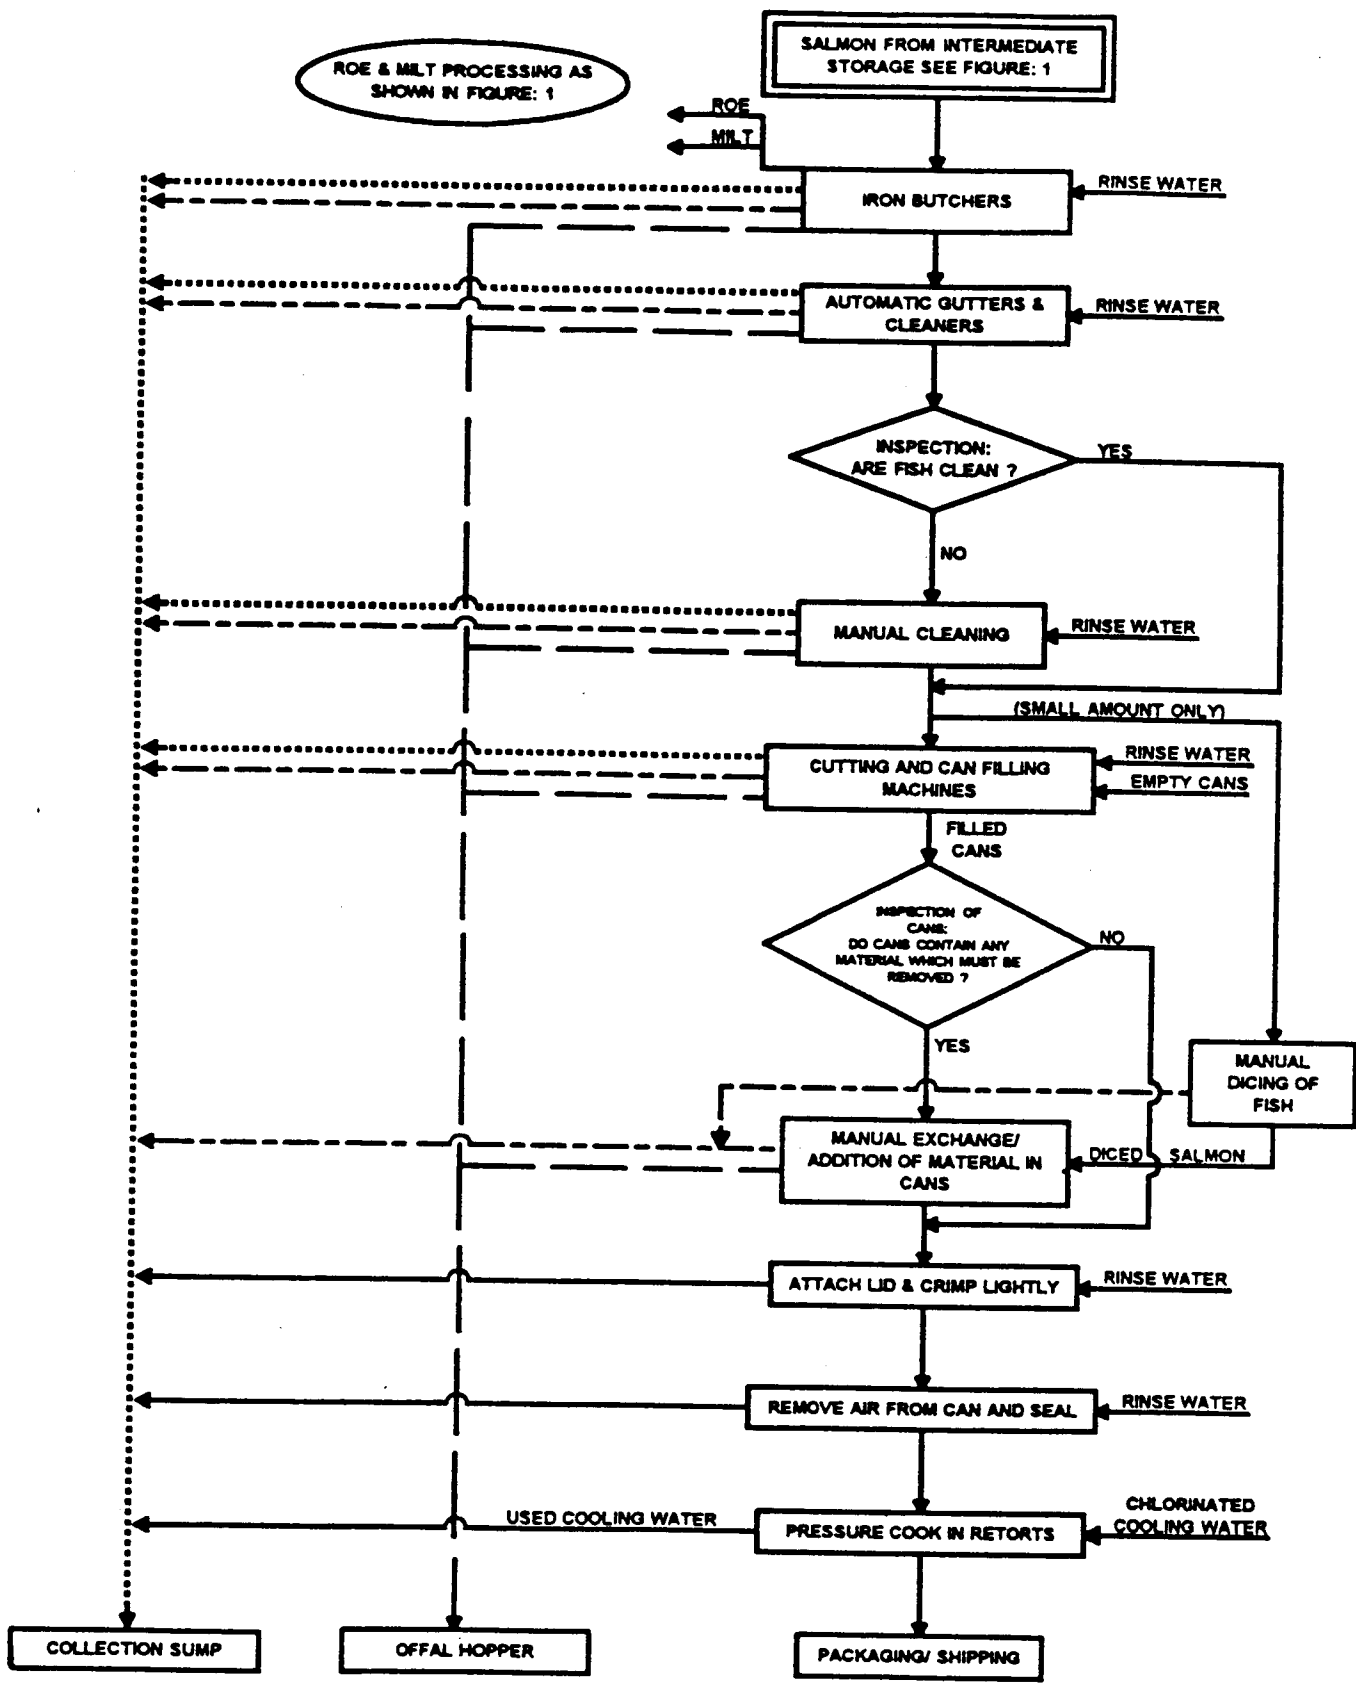 SALMON FROM INTERMEDIATE
STORAGE SEE FIGURE: 1
ROE & MILT PROCESSING AS
SHOWN IN FIGURE: 1
ROE
MILT
IRON BUTCHERS
RINSE WATER
AUTOMATIC GUTTERS &
CLEANERS
RINSE WATER
INSPECTION:
ARE FISH CLEAN ?
YES
NO
MANUAL CLEANING
RINSE WATER
(SMALL AMOUNT ONLY)
CUTTING AND CAN FILLING
MACHINES
RINSE WATER
EMPTY CANS
FILLED
CANS
INSPECTION OF
CANS:
DO CANS CONTAIN ANY
MATERIAL WHICH MUST BE
REMOVED ?
NO
YES
MANUAL
DICING OF
FISH
MANUAL EXCHANGE/
ADDITION OF MATERIAL IN
CANS
DICED SALMON
ATTACH LID & CRIMP LIGHTLY
RINSE WATER
REMOVE AIR FROM CAN AND SEAL
RINSE WATER
USED COOLING WATER
PRESSURE COOK IN RETORTS
CHLORINATED
COOLING WATER
COLLECTION SUMP
OFFAL HOPPER
PACKAGING/ SHIPPING